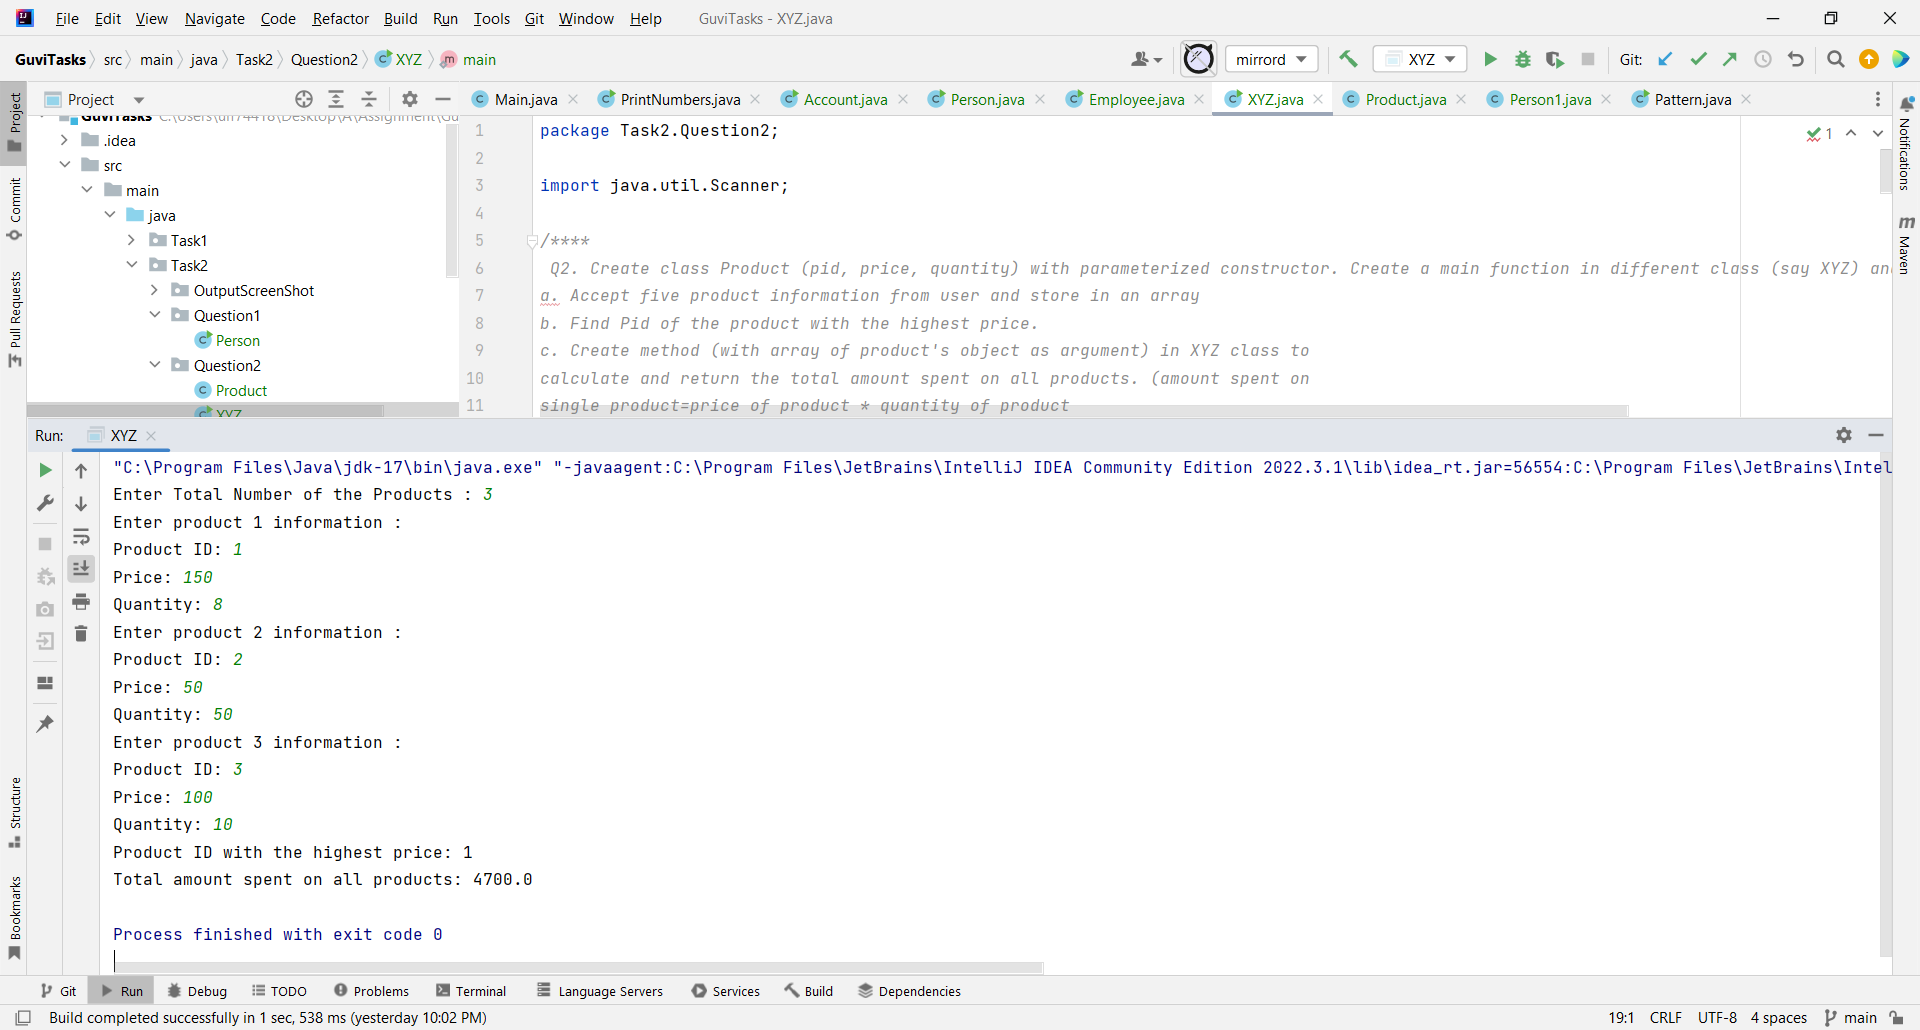 File Edit View Navigate Code Refactor Build Run Tools Git Window Help GuviTasks - XYZ.java
GuviTasks src main java Task2 Question2 XYZ main mirrord XYZ Git:
Project
Main.java PrintNumbers.java Account.java Person.java Employee.java XYZ.java Product.java Person1.java Pattern.java
Project
Commit
Pull Requests
Structure
Bookmarks
.idea
src
main
java
Task1
Task2
OutputScreenShot
Question1
Person
Question2
Product
XYZ
1 package Task2.Question2;
2
3 import java.util.Scanner;
4
5 /****
6 Q2. Create class Product (pid, price, quantity) with parameterized constructor. Create a main function in different class (say XYZ) an
7 a. Accept five product information from user and store in an array
8 b. Find Pid of the product with the highest price.
9 c. Create method (with array of product's object as argument) in XYZ class to
10 calculate and return the total amount spent on all products. (amount spent on
11 single product=price of product * quantity of product
1
Notifications
Maven
Run: XYZ
"C:\Program Files\Java\jdk-17\bin\java.exe" "-javaagent:C:\Program Files\JetBrains\IntelliJ IDEA Community Edition 2022.3.1\lib\idea_rt.jar=56554:C:\Program Files\JetBrains\Intel
Enter Total Number of the Products : 3
Enter product 1 information :
Product ID: 1
Price: 150
Quantity: 8
Enter product 2 information :
Product ID: 2
Price: 50
Quantity: 50
Enter product 3 information :
Product ID: 3
Price: 100
Quantity: 10
Product ID with the highest price: 1
Total amount spent on all products: 4700.0
Process finished with exit code 0
Git Run Debug TODO Problems Terminal Language Servers Services Build Dependencies
Build completed successfully in 1 sec, 538 ms (yesterday 10:02 PM) 19:1 CRLF UTF-8 4 spaces main